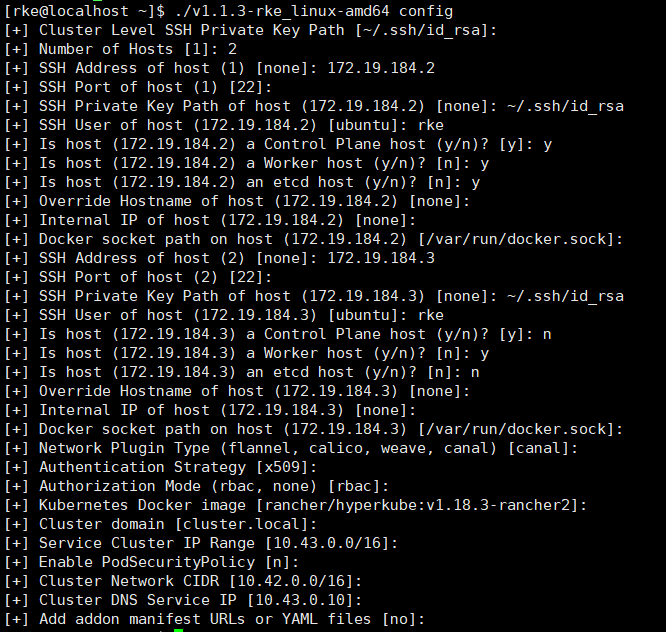 [rke@localhost ~]$ ./v1.1.3-rke_linux-amd64 config
[+] Cluster Level SSH Private Key Path [~/.ssh/id_rsa]:
[+] Number of Hosts [1]: 2
[+] SSH Address of host (1) [none]: 172.19.184.2
[+] SSH Port of host (1) [22]:
[+] SSH Private Key Path of host (172.19.184.2) [none]: ~/.ssh/id_rsa
[+] SSH User of host (172.19.184.2) [ubuntu]: rke
[+] Is host (172.19.184.2) a Control Plane host (y/n)? [y]: y
[+] Is host (172.19.184.2) a Worker host (y/n)? [n]: y
[+] Is host (172.19.184.2) an etcd host (y/n)? [n]: y
[+] Override Hostname of host (172.19.184.2) [none]:
[+] Internal IP of host (172.19.184.2) [none]:
[+] Docker socket path on host (172.19.184.2) [/var/run/docker.sock]:
[+] SSH Address of host (2) [none]: 172.19.184.3
[+] SSH Port of host (2) [22]:
[+] SSH Private Key Path of host (172.19.184.3) [none]: ~/.ssh/id_rsa
[+] SSH User of host (172.19.184.3) [ubuntu]: rke
[+] Is host (172.19.184.3) a Control Plane host (y/n)? [y]: n
[+] Is host (172.19.184.3) a Worker host (y/n)? [n]: y
[+] Is host (172.19.184.3) an etcd host (y/n)? [n]: n
[+] Override Hostname of host (172.19.184.3) [none]:
[+] Internal IP of host (172.19.184.3) [none]:
[+] Docker socket path on host (172.19.184.3) [/var/run/docker.sock]:
[+] Network Plugin Type (flannel, calico, weave, canal) [canal]:
[+] Authentication Strategy [x509]:
[+] Authorization Mode (rbac, none) [rbac]:
[+] Kubernetes Docker image [rancher/hyperkube:v1.18.3-rancher2]:
[+] Cluster domain [cluster.local]:
[+] Service Cluster IP Range [10.43.0.0/16]:
[+] Enable PodSecurityPolicy [n]:
[+] Cluster Network CIDR [10.42.0.0/16]:
[+] Cluster DNS Service IP [10.43.0.10]:
[+] Add addon manifest URLs or YAML files [no]: